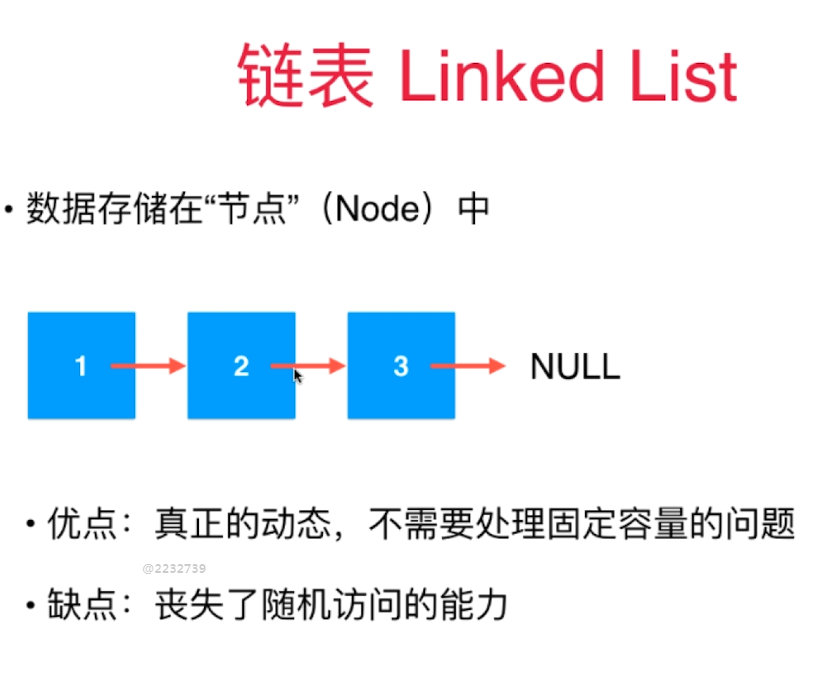 链表 Linked List
• 数据存储在“节点”（Node）中
1 2 3 NULL
• 优点：真正的动态，不需要处理固定容量的问题
@2232739
• 缺点：丧失了随机访问的能力